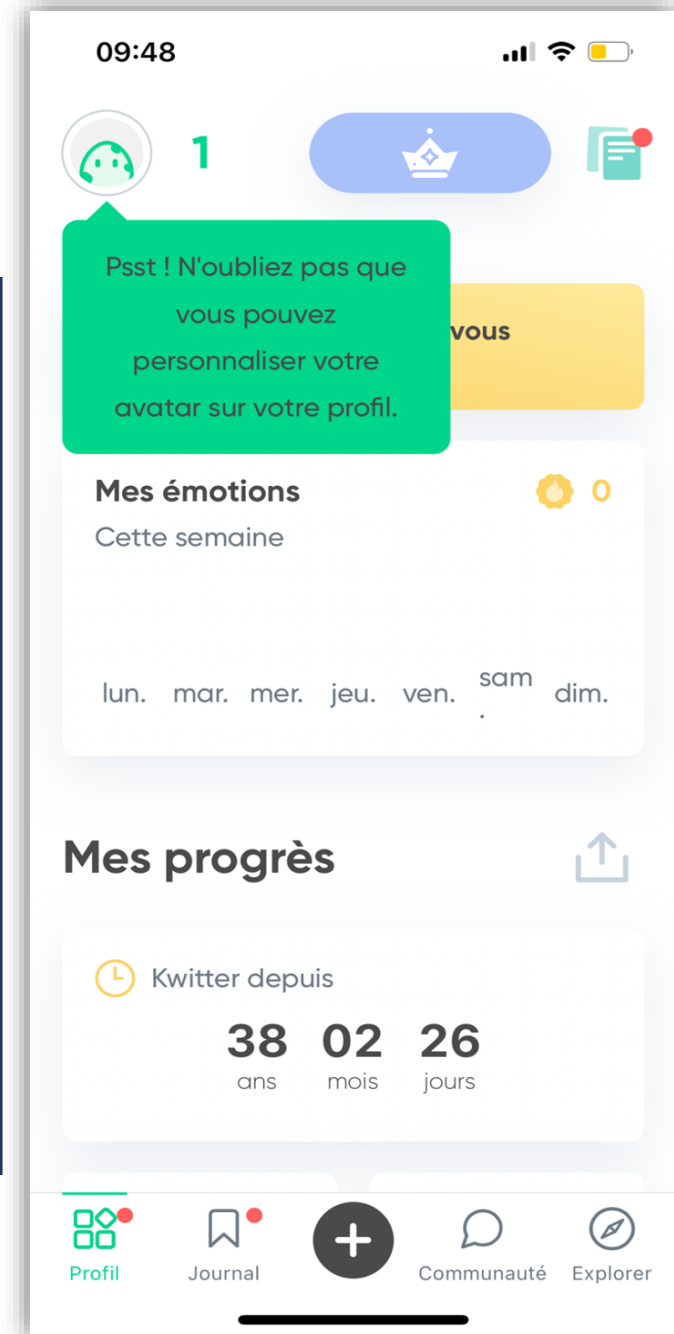 09:48
1
Psst ! N'oubliez pas que
vous pouvez
personnaliser votre
avatar sur votre profil.
vous
Mes émotions
0
Cette semaine
lun. mar. mer. jeu. ven. sam. dim.
Mes progrès
Kwitter depuis
38 02 26
ans mois jours
Profil Journal Communauté Explorer